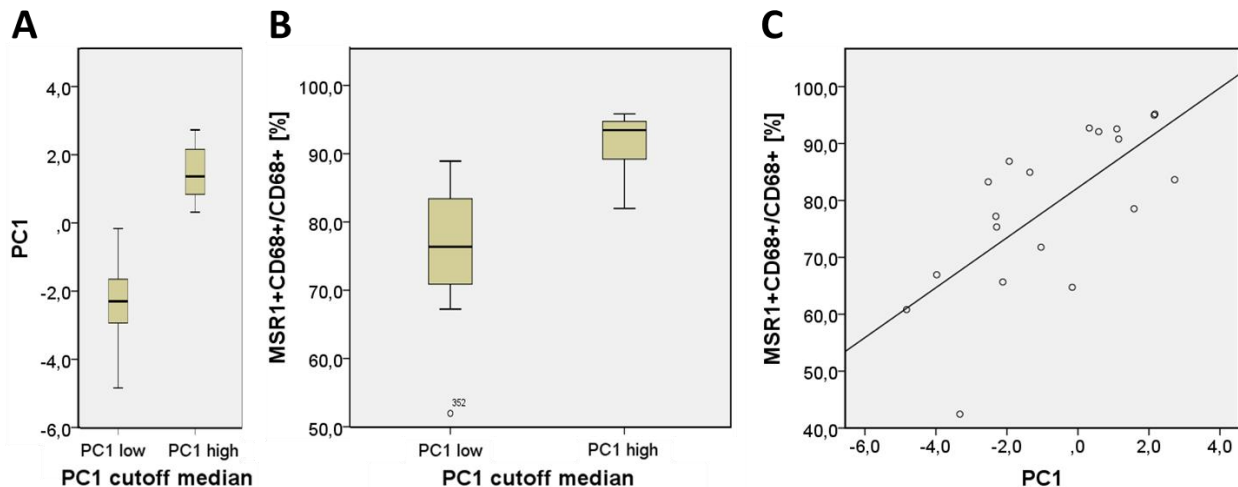 A
B
C
PC1
4,0
2,0
,0
-2,0
-4,0
-6,0
PC1 low
PC1 high
PC1 cutoff median
MSR1+CD68+/CD68+ [%]
100,0
90,0
80,0
70,0
60,0
50,0
352
PC1 low
PC1 high
PC1 cutoff median
MSR1+CD68+/CD68+ [%]
100,0
90,0
80,0
70,0
60,0
50,0
40,0
-6,0
-4,0
-2,0
,0
2,0
4,0
PC1